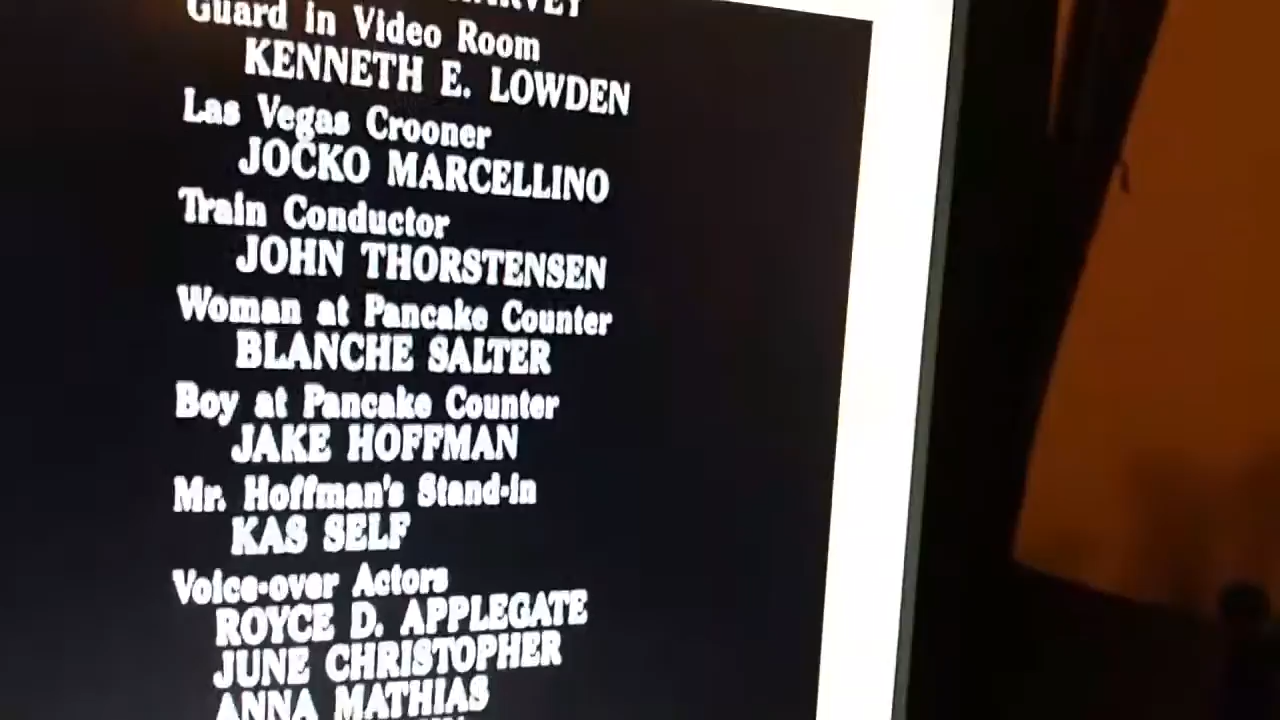 Guard in Video Room
KENNETH E. LOWDEN
Las Vegas Crooner
JOCKO MARCELLINO
Train Conductor
JOHN THORSTENSEN
Woman at Pancake Counter
BLANCHE SALTER
Boy at Pancake Counter
JAKE HOFFMAN
Mr. Hoffman's Stand-in
KAS SELF
Voice-over Actors
ROYCE D. APPLEGATE
JUNE CHRISTOPHER
ANNA MATHIAS